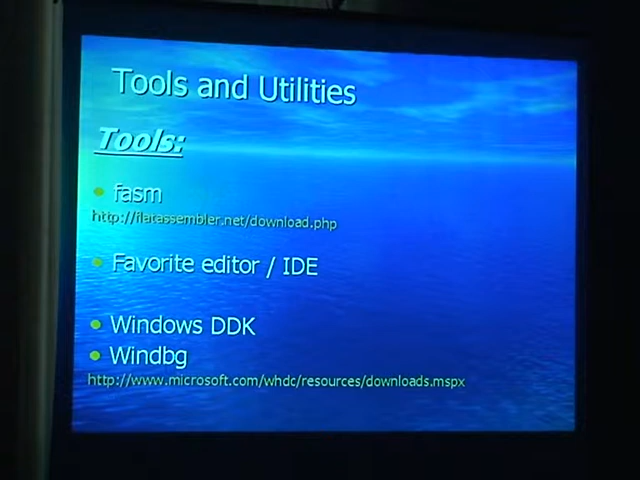 Tools and Utilities
Tools:
fasm
http://flatassembler.net/download.php
Favorite editor / IDE
Windows DDK
Windbg
http://www.microsoft.com/whdc/resources/downloads.mspx